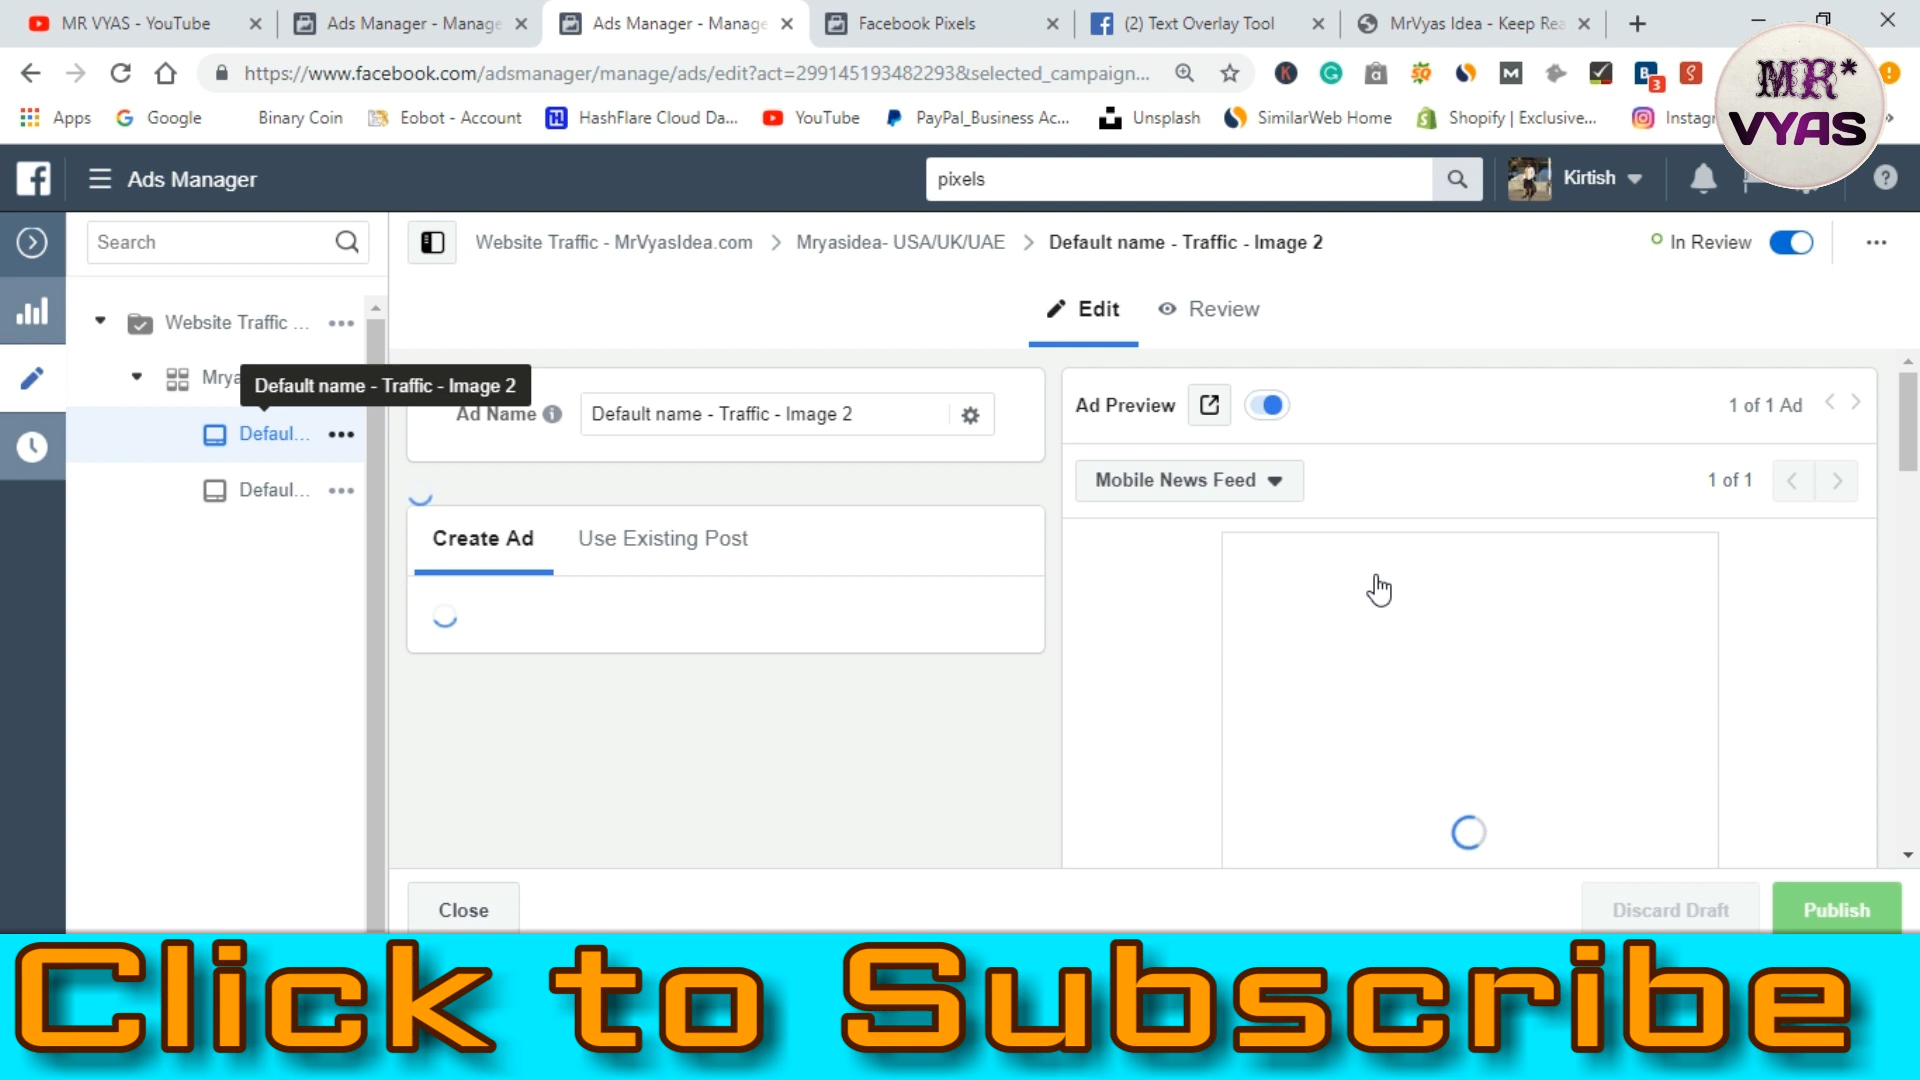 MR VYAS - YouTube
Ads Manager - Manage
Ads Manager - Manage
Facebook Pixels
(2) Text Overlay Tool
MrVyas Idea - Keep Rea
https://www.facebook.com/adsmanager/manage/ads/edit?act=299145193482293&selected_campaign...
Apps
Google
Binary Coin
Eobot - Account
HashFlare Cloud Da...
YouTube
PayPal_Business Ac...
Unsplash
SimilarWeb Home
Shopify | Exclusive...
Instagr
MR*
VYAS
Ads Manager
pixels
Kirtish
Search
Website Traffic - MrVyasIdea.com
Mryasidea- USA/UK/UAE
Default name - Traffic - Image 2
In Review
Edit
Review
Website Traffic ...
Mrya
Default name - Traffic - Image 2
Defaul...
Defaul...
Ad Name
Default name - Traffic - Image 2
Create Ad
Use Existing Post
Ad Preview
1 of 1 Ad
Mobile News Feed
1 of 1
Close
Discard Draft
Publish
Click to Subscribe